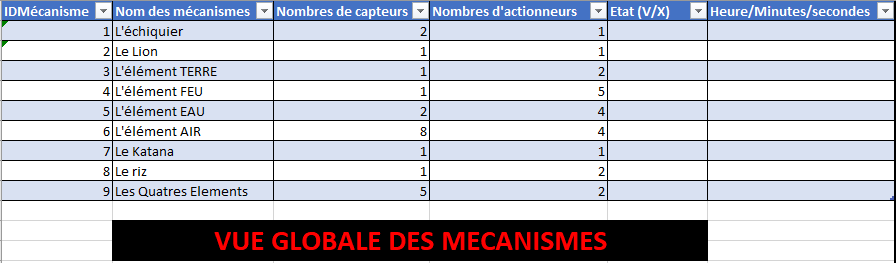 IDMécanisme Nom des mécanismes Nombres de capteurs Nombres d'actionneurs Etat (V/X) Heure/Minutes/secondes
1 L'échiquier 2 1
2 Le Lion 1 1
3 L'élément TERRE 1 2
4 L'élément FEU 1 5
5 L'élément EAU 2 4
6 L'élément AIR 8 4
7 Le Katana 1 1
8 Le riz 1 2
9 Les Quatres Elements 5 2
VUE GLOBALE DES MECANISMES